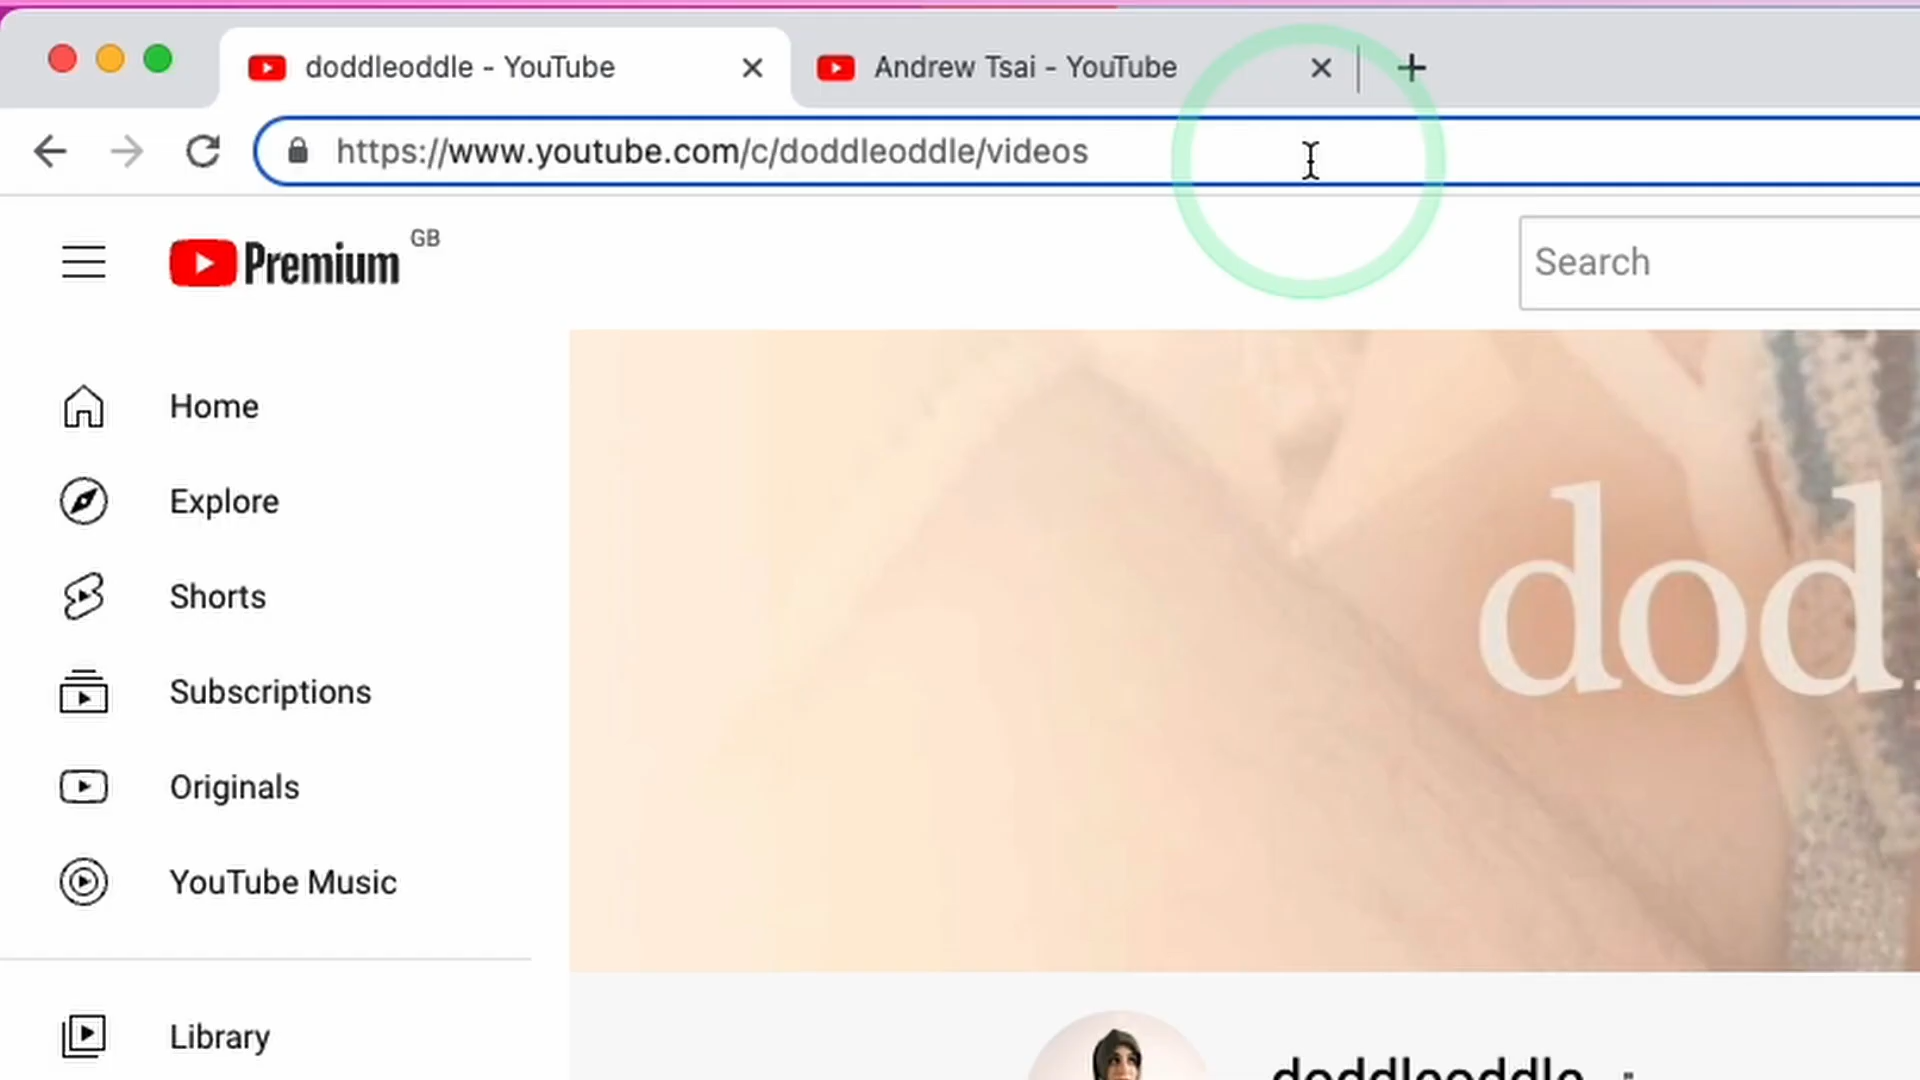 doddleoddle - YouTube
Andrew Tsai - YouTube
https://www.youtube.com/c/doddleoddle/videos
Premium GB
Search
Home
Explore
Shorts
dod
Subscriptions
Originals
YouTube Music
Library
doddleoddle